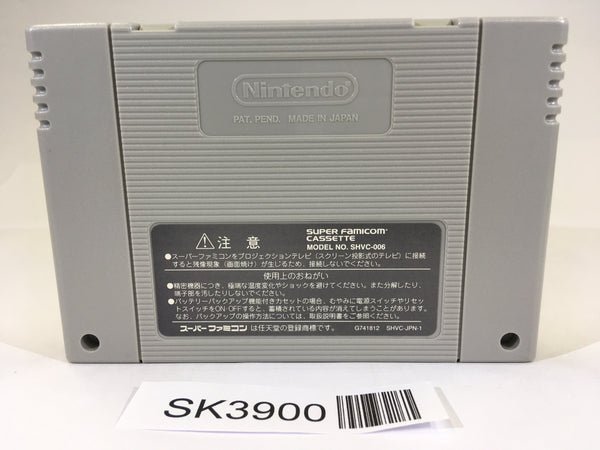 Nintendo
PAT. PEND. MADE IN JAPAN
注意
SUPER FAMICOM
CASSETTE
MODEL NO. SHVC-006
●スーパーファミコンをプロジェクションテレビ（スクリーン投影式のテレビ）に接続
すると残像現象（画面焼け）が生じるため、接続しないでください。
使用上のおねがい
●精密機器につき、極端な温度変化やショックを避けてください。また分解したり、
端子部を汚したりしないでください。
●バッテリーバックアップ機能付きカセットの場合、むやみに電源スイッチやリセ
ットスイッチをON・OFFすると、蓄積されている内容が消えてしまうことがあります。
なお、バックアップの操作方法については、取扱説明書をご参照ください。
スーパーファミコン は任天堂の登録商標です。 G741812 SHVC-JPN-1
SK3900